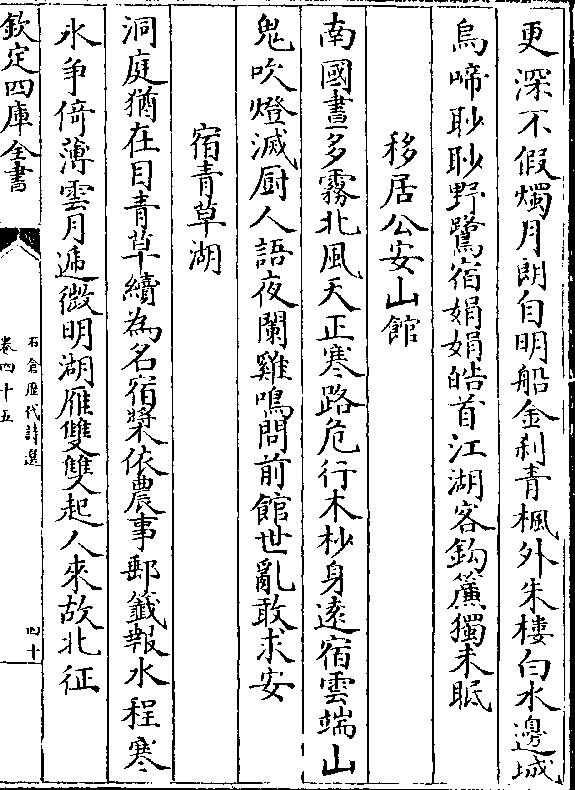 更深不假燭月朗自明船金刹青楓外朱樓白水邊城
烏啼眇眇野鷺宿娟娟皓首江湖客鈎簾獨未眠
移居公安山館
南國晝多霧北風天正寒路危行木杪身遠宿雲端山
鬼吹燈滅厨人語夜闌雞鳴問前館世亂敢求安
宿青草湖
洞庭猶在目青草續為名宿槳依農事郵籤報水程寒
氷争倚薄雲月遞微明湖雁雙雙起人來故北征
欽定四庫全書
石倉歴代詩選
卷四十五
四十